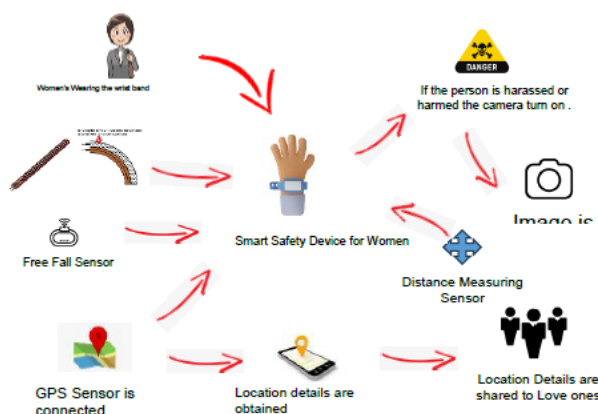 Women's Wearing the wrist band
DANGER
If the person is harassed or
harmed the camera turn on .
Image is
Smart Safety Device for Women
Free Fall Sensor
Distance Measuring
Sensor
GPS Sensor is
connected
Location details are
obtained
Location Details are
shared to Love ones